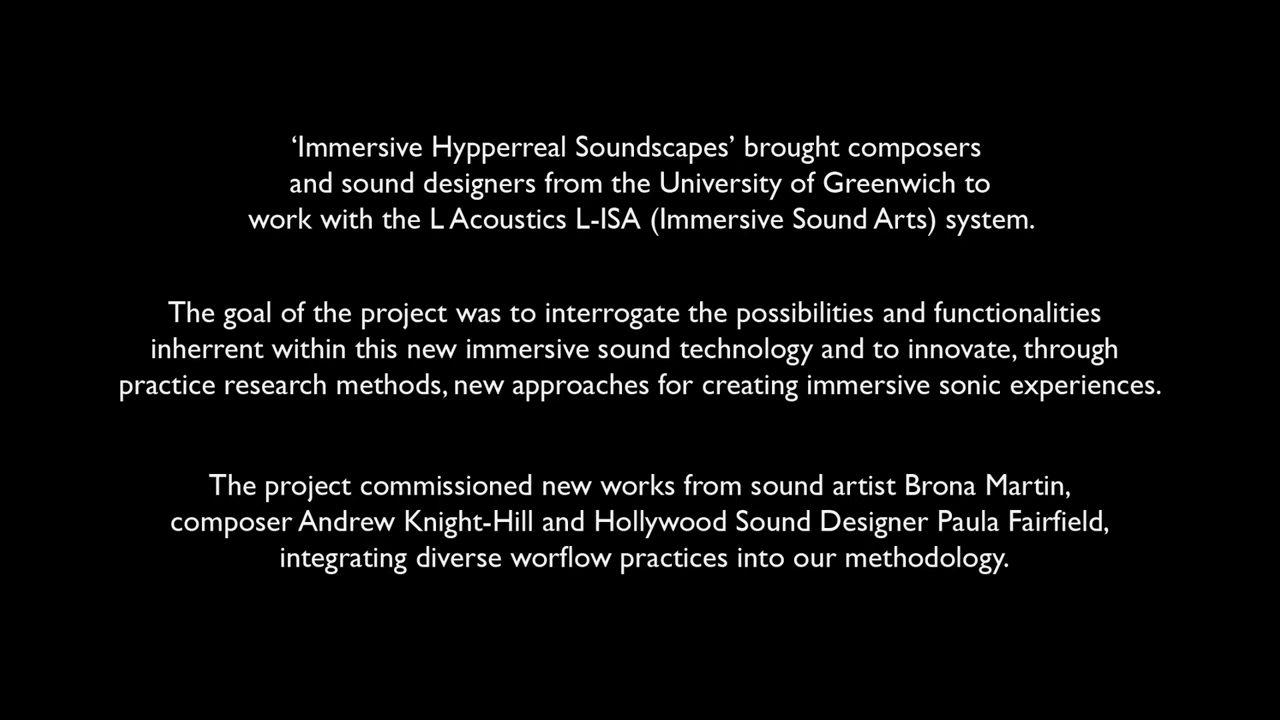 ‘Immersive Hypperreal Soundscapes’ brought composers
and sound designers from the University of Greenwich to
work with the L Acoustics L-ISA (Immersive Sound Arts) system.
The goal of the project was to interrogate the possibilities and functionalities
inherrent within this new immersive sound technology and to innovate, through
practice research methods, new approaches for creating immersive sonic experiences.
The project commissioned new works from sound artist Brona Martin,
composer Andrew Knight-Hill and Hollywood Sound Designer Paula Fairfield,
integrating diverse worflow practices into our methodology.